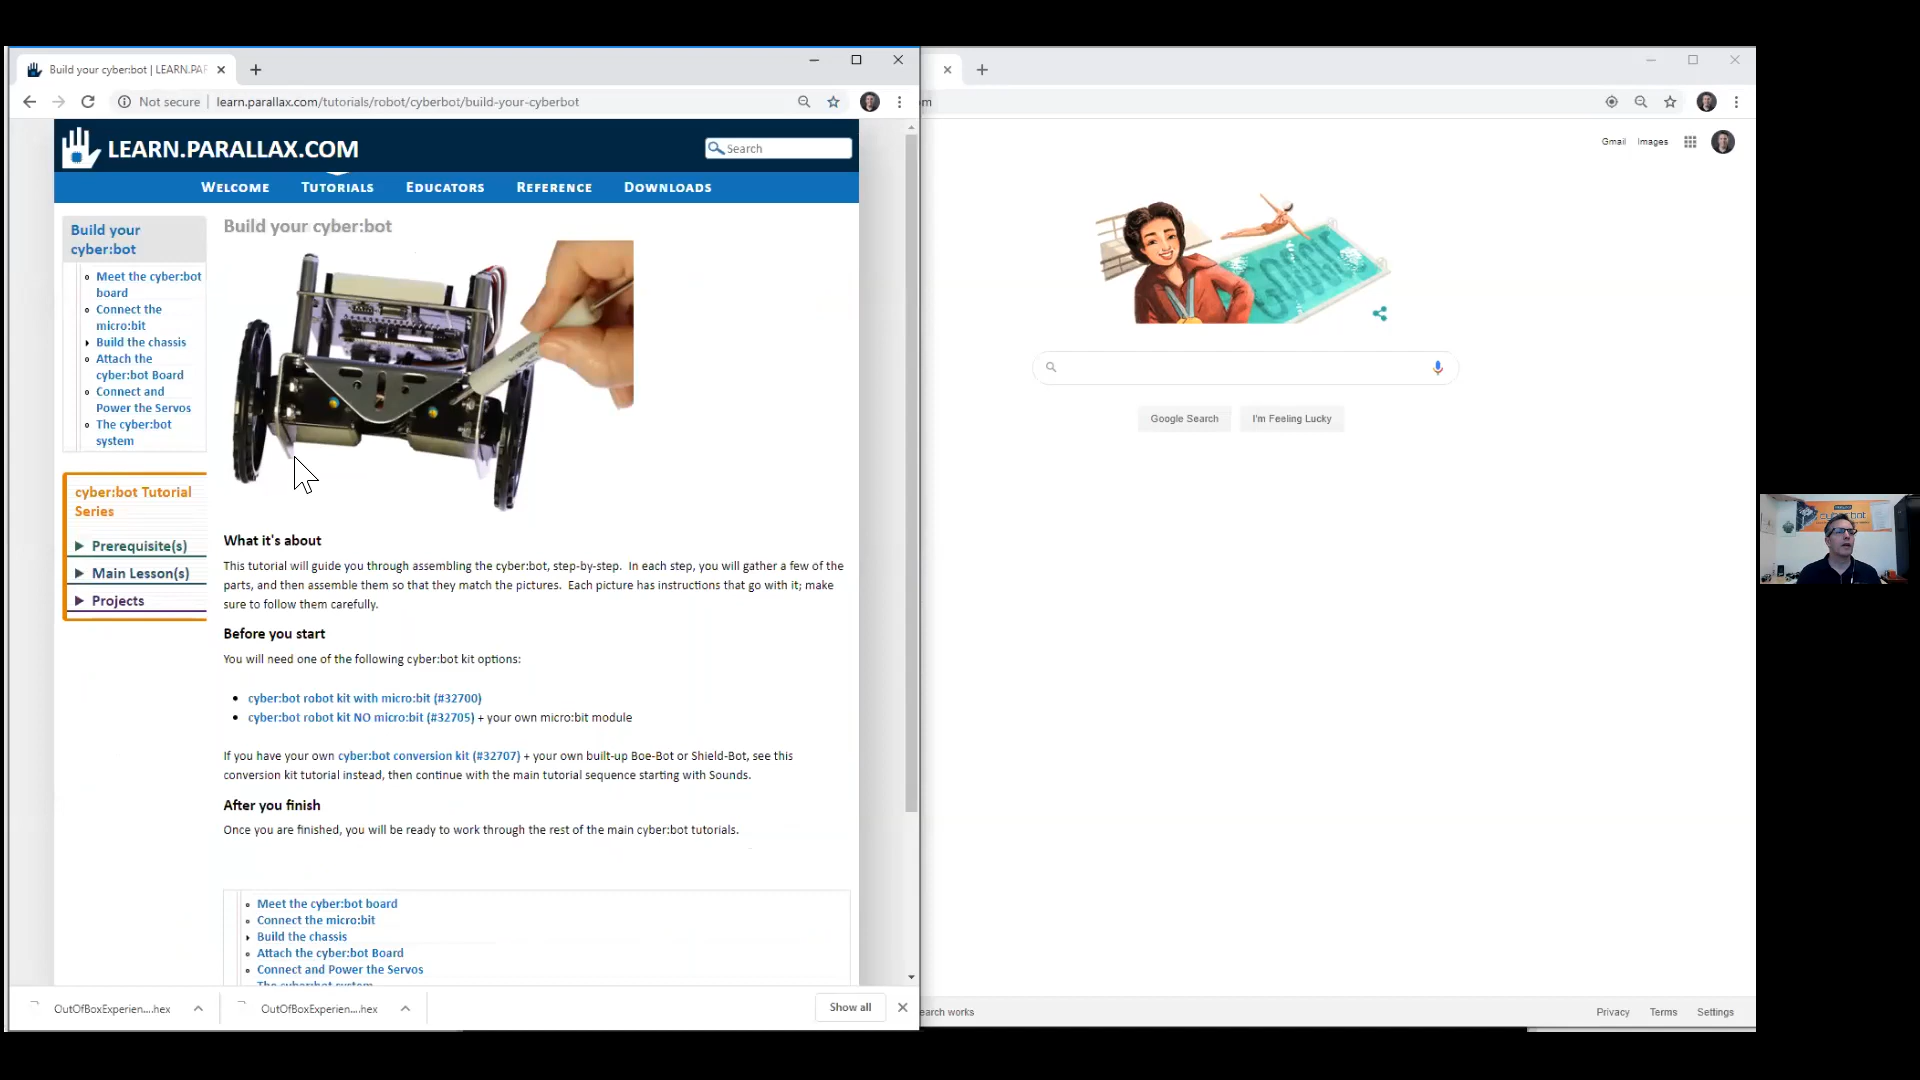 Build your cyber:bot | LEARN.PAR
Not secure
learn.parallax.com/tutorials/robot/cyberbot/build-your-cyberbot
LEARN.PARALLAX.COM
Search
WELCOME TUTORIALS EDUCATORS REFERENCE DOWNLOADS
Build your
cyber:bot
Meet the cyber:bot
board
Connect the
micro:bit
Build the chassis
Attach the
cyber:bot Board
Connect and
Power the Servos
The cyber:bot
system
cyber:bot Tutorial
Series
Prerequisite(s)
Main Lesson(s)
Projects
Build your cyber:bot
What it's about
This tutorial will guide you through assembling the cyber:bot, step-by-step. In each step, you will gather a few of the
parts, and then assemble them so that they match the pictures. Each picture has instructions that go with it; make
sure to follow them carefully.
Before you start
You will need one of the following cyber:bot kit options:
cyber:bot robot kit with micro:bit (#32700)
cyber:bot robot kit NO micro:bit (#32705) + your own micro:bit module
If you have your own cyber:bot conversion kit (#32707) + your own built-up Boe-Bot or Shield-Bot, see this
conversion kit tutorial instead, then continue with the main tutorial sequence starting with Sounds.
After you finish
Once you are finished, you will be ready to work through the rest of the main cyber:bot tutorials.
Meet the cyber:bot board
Connect the micro:bit
Build the chassis
Attach the cyber:bot Board
Connect and Power the Servos
The cyber:bot system
OutOfBoxExperien....hex
OutOfBoxExperien....hex
Show all
m
Gmail Images
Google Search
I'm Feeling Lucky
earch works
Privacy Terms Settings
cyber:bot